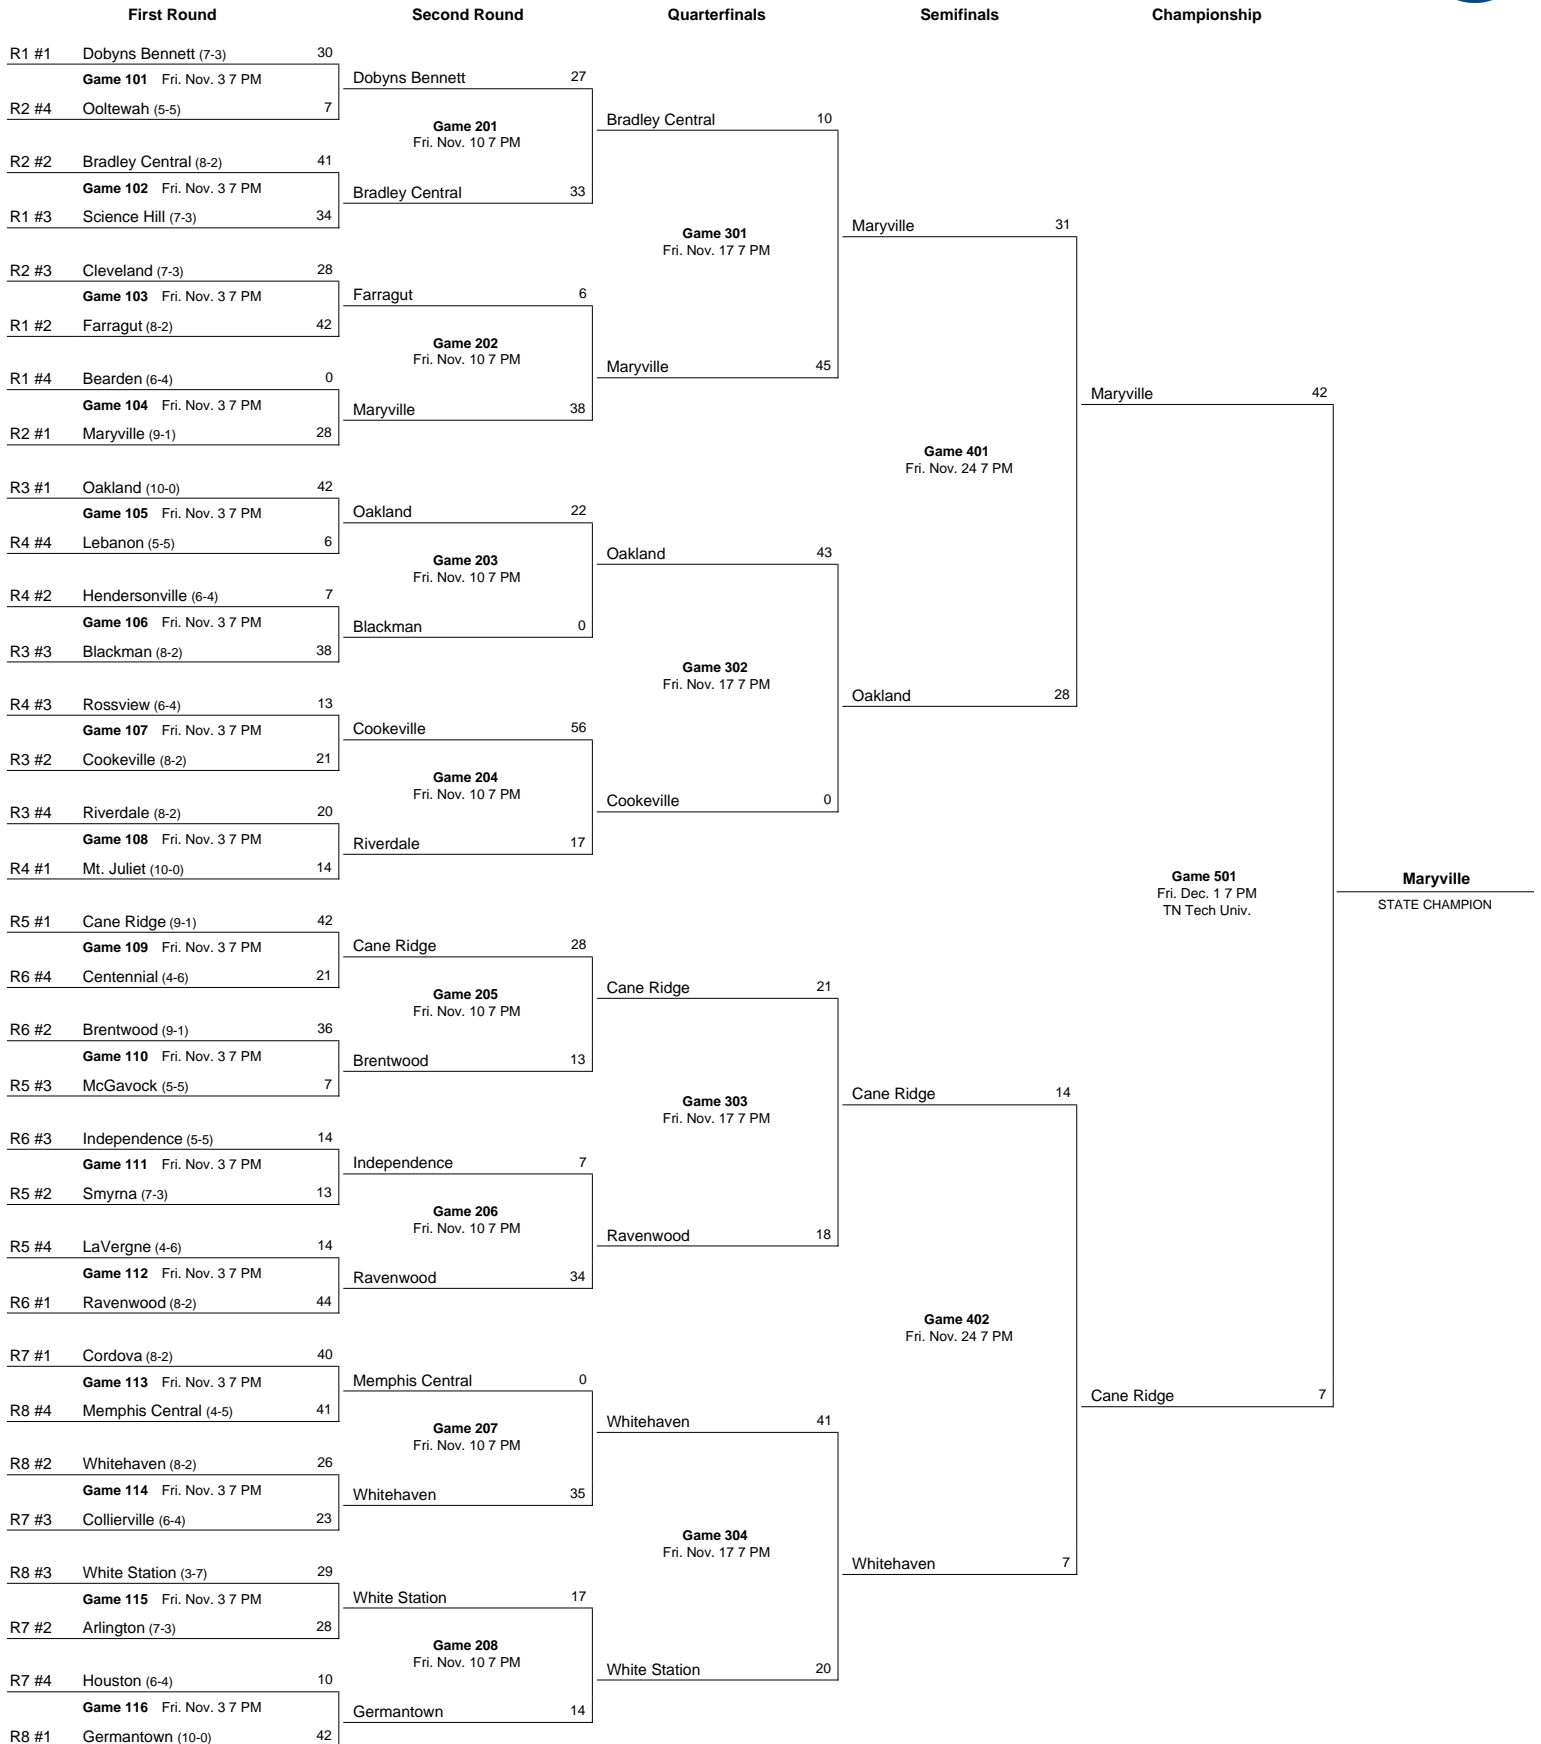 First Round Second Round Quarterfinals Semifinals Championship
R1 #1 Dobyns Bennett (7-3) 30
Game 101 Fri. Nov. 3 7 PM
R2 #4 Ooltewah (5-5) 7
R2 #2 Bradley Central (8-2) 41
Game 102 Fri. Nov. 3 7 PM
R1 #3 Science Hill (7-3) 34
R2 #3 Cleveland (7-3) 28
Game 103 Fri. Nov. 3 7 PM
R1 #2 Farragut (8-2) 42
R1 #4 Bearden (6-4) 0
Game 104 Fri. Nov. 3 7 PM
R2 #1 Maryville (9-1) 28
R3 #1 Oakland (10-0) 42
Game 105 Fri. Nov. 3 7 PM
R4 #4 Lebanon (5-5) 6
R4 #2 Hendersonville (6-4) 7
Game 106 Fri. Nov. 3 7 PM
R3 #3 Blackman (8-2) 38
R4 #3 Rossview (6-4) 13
Game 107 Fri. Nov. 3 7 PM
R3 #2 Cookeville (8-2) 21
R3 #4 Riverdale (8-2) 20
Game 108 Fri. Nov. 3 7 PM
R4 #1 Mt. Juliet (10-0) 14
R5 #1 Cane Ridge (9-1) 42
Game 109 Fri. Nov. 3 7 PM
R6 #4 Centennial (4-6) 21
R6 #2 Brentwood (9-1) 36
Game 110 Fri. Nov. 3 7 PM
R5 #3 McGavock (5-5) 7
R6 #3 Independence (5-5) 14
Game 111 Fri. Nov. 3 7 PM
R5 #2 Smyrna (7-3) 13
R5 #4 LaVergne (4-6) 14
Game 112 Fri. Nov. 3 7 PM
R6 #1 Ravenwood (8-2) 44
R7 #1 Cordova (8-2) 40
Game 113 Fri. Nov. 3 7 PM
R8 #4 Memphis Central (4-5) 41
R8 #2 Whitehaven (8-2) 26
Game 114 Fri. Nov. 3 7 PM
R7 #3 Collierville (6-4) 23
R8 #3 White Station (3-7) 29
Game 115 Fri. Nov. 3 7 PM
R7 #2 Arlington (7-3) 28
R7 #4 Houston (6-4) 10
Game 116 Fri. Nov. 3 7 PM
R8 #1 Germantown (10-0) 42
Dobyns Bennett 27
Game 201
Fri. Nov. 10 7 PM
Bradley Central 33
Farragut 6
Game 202
Fri. Nov. 10 7 PM
Maryville 38
Oakland 22
Game 203
Fri. Nov. 10 7 PM
Blackman 0
Cookeville 56
Game 204
Fri. Nov. 10 7 PM
Riverdale 17
Cane Ridge 28
Game 205
Fri. Nov. 10 7 PM
Brentwood 13
Independence 7
Game 206
Fri. Nov. 10 7 PM
Ravenwood 34
Memphis Central 0
Game 207
Fri. Nov. 10 7 PM
Whitehaven 35
White Station 17
Game 208
Fri. Nov. 10 7 PM
Germantown 14
Bradley Central 10
Game 301
Fri. Nov. 17 7 PM
Maryville 45
Oakland 43
Game 302
Fri. Nov. 17 7 PM
Cookeville 0
Cane Ridge 21
Game 303
Fri. Nov. 17 7 PM
Ravenwood 18
Whitehaven 41
Game 304
Fri. Nov. 17 7 PM
White Station 20
Maryville 31
Game 401
Fri. Nov. 24 7 PM
Oakland 28
Cane Ridge 14
Game 402
Fri. Nov. 24 7 PM
Whitehaven 7
Maryville 42
Game 501
Fri. Dec. 1 7 PM
TN Tech Univ.
Cane Ridge 7
Maryville
STATE CHAMPION